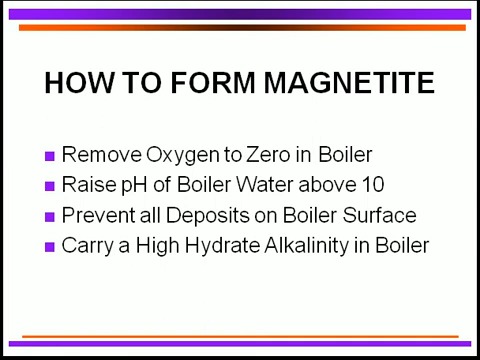 HOW TO FORM MAGNETITE
Remove Oxygen to Zero in Boiler
Raise pH of Boiler Water above 10
Prevent all Deposits on Boiler Surface
Carry a High Hydrate Alkalinity in Boiler